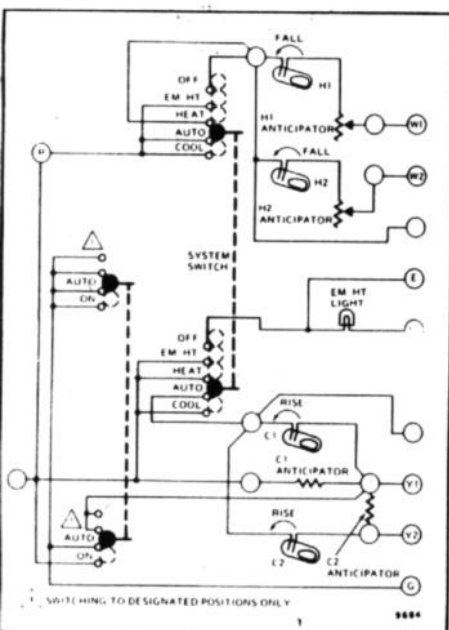 FALL
OFF
H1
EM HT
HEAT
H1
ANTICIPATOR
W1
AUTO
COOL
FALL
W2
R
H2
H2
ANTICIPATOR
SYSTEM
SWITCH
AUTO
ON
E
EM HT
LIGHT
OFF
EM HT
HEAT
AUTO
COOL
RISE
C1
C1
ANTICIPATOR
Y1
RISE
AUTO
Y2
ON
C2
C2
ANTICIPATOR
G
SWITCHING TO DESIGNATED POSITIONS ONLY
9684